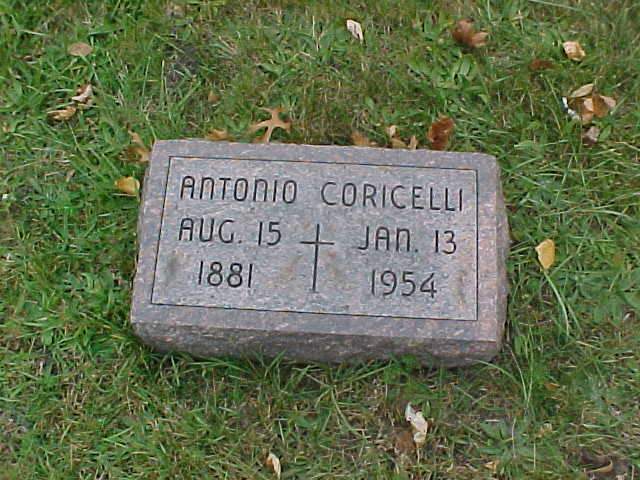 ANTONIO CORICELLI
AUG. 15 JAN. 13
1881 1954